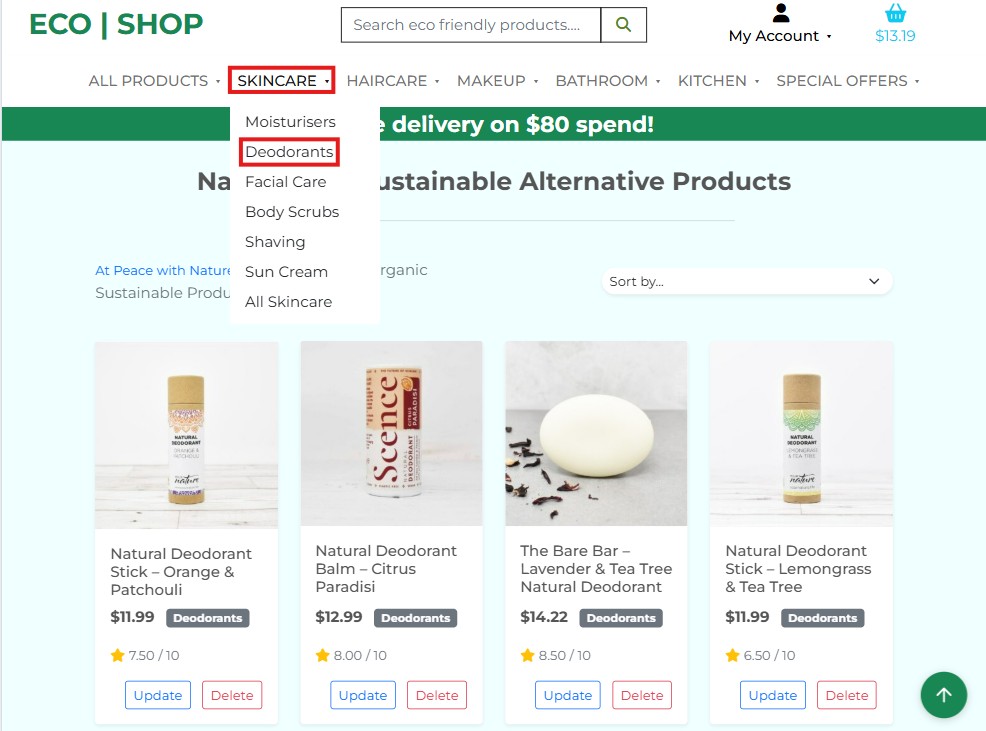 ECO | SHOP
Search eco friendly products....
My Account
$13.19
ALL PRODUCTS
SKINCARE
HAIRCARE
MAKEUP
BATHROOM
KITCHEN
SPECIAL OFFERS
Moisturisers
Deodorants
Facial Care
Body Scrubs
Shaving
Sun Cream
All Skincare
delivery on $80 spend!
Na ustainable Alternative Products
At Peace with Nature rganic
Sustainable Produ
Sort by...
NATURAL
DEODORANT
ORANGE &
PATCHOULI
nature
Scence
CITRUS
PARADISI
NATURAL
DEODORANT
NATURAL
DEODORANT
LEMONGRASS
& TEA TREE
nature
Natural Deodorant
Stick – Orange &
Patchouli
$11.99 Deodorants
7.50 / 10
Update Delete
Natural Deodorant
Balm – Citrus
Paradisi
$12.99 Deodorants
8.00 / 10
Update Delete
The Bare Bar –
Lavender & Tea Tree
Natural Deodorant
$14.22 Deodorants
8.50 / 10
Update Delete
Natural Deodorant
Stick – Lemongrass
& Tea Tree
$11.99 Deodorants
6.50 / 10
Update Delete